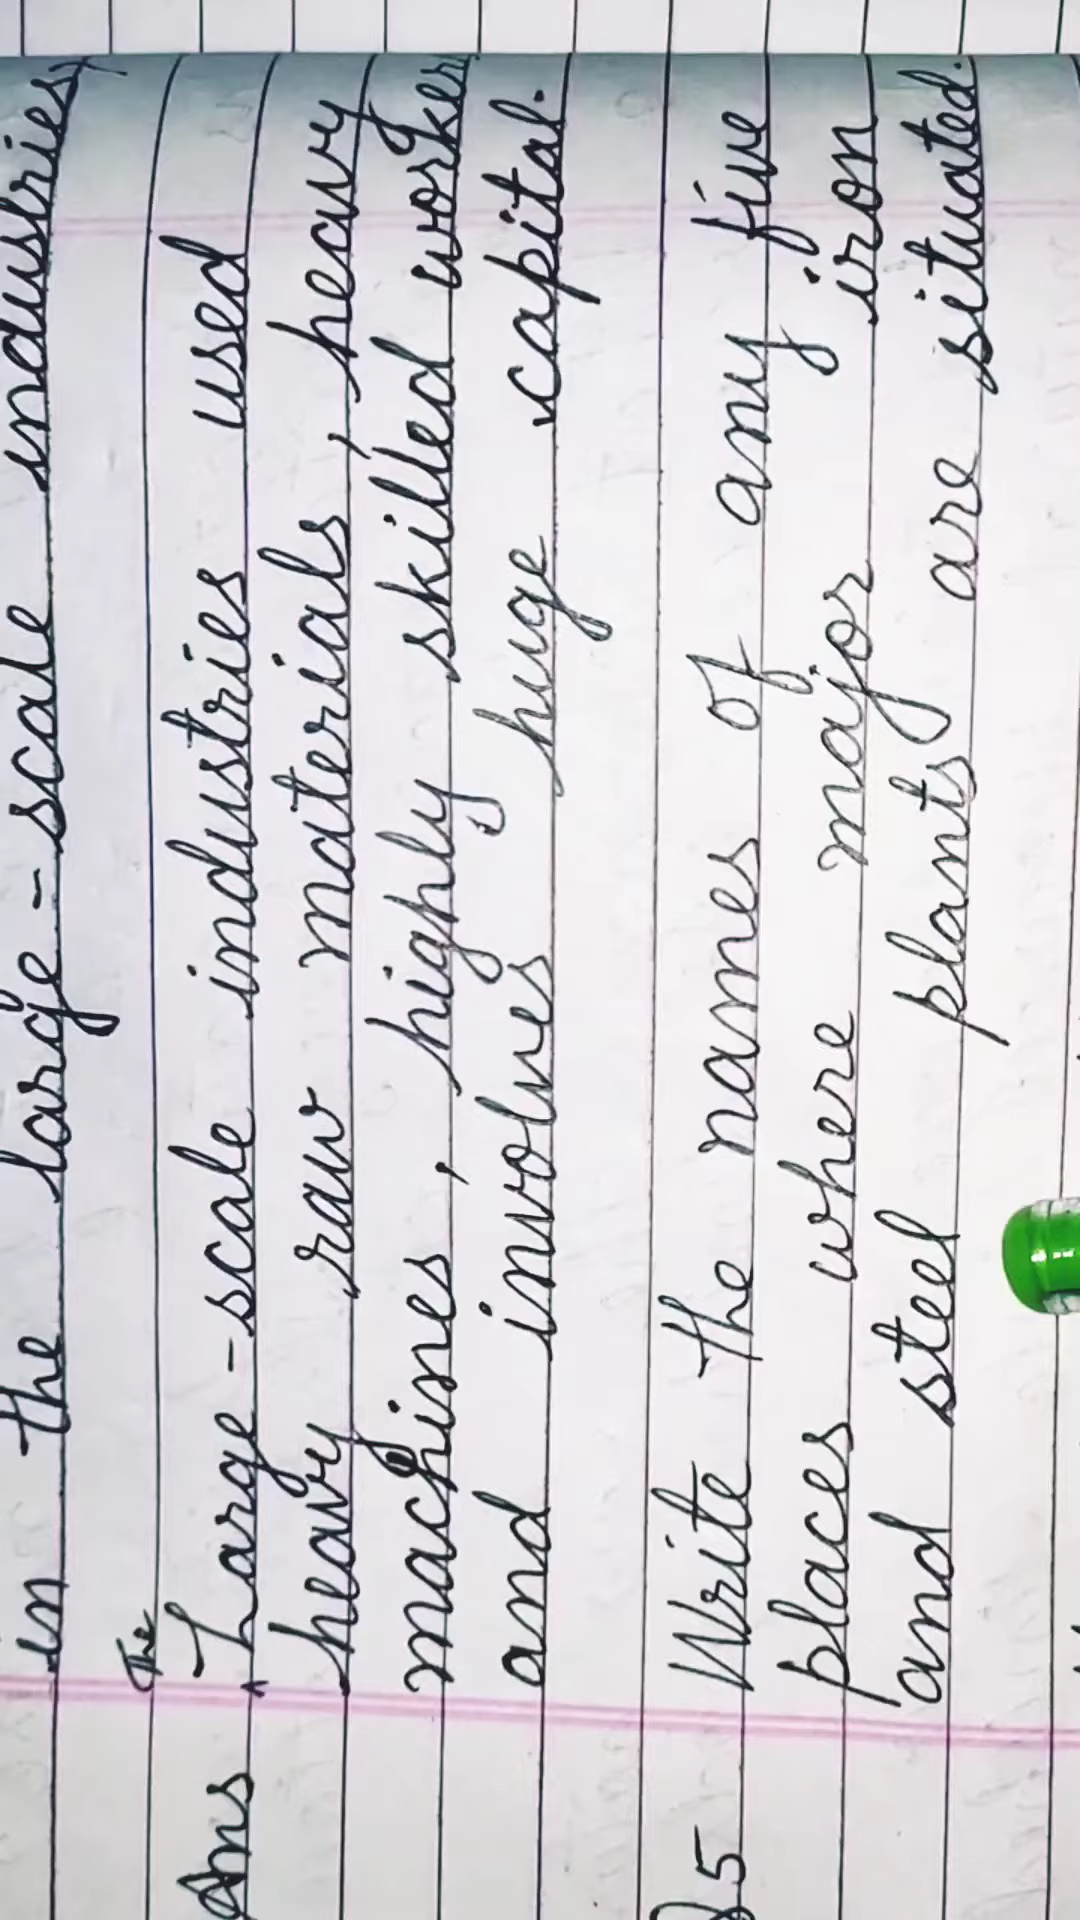 in the large-scale industries
The
Ans Large-scale industries used
heavy raw materials, heavy
machines, highly skilled worker
and involves huge capital.
Q5 Write the names of any five
places where major iron
and steel plants are situated.